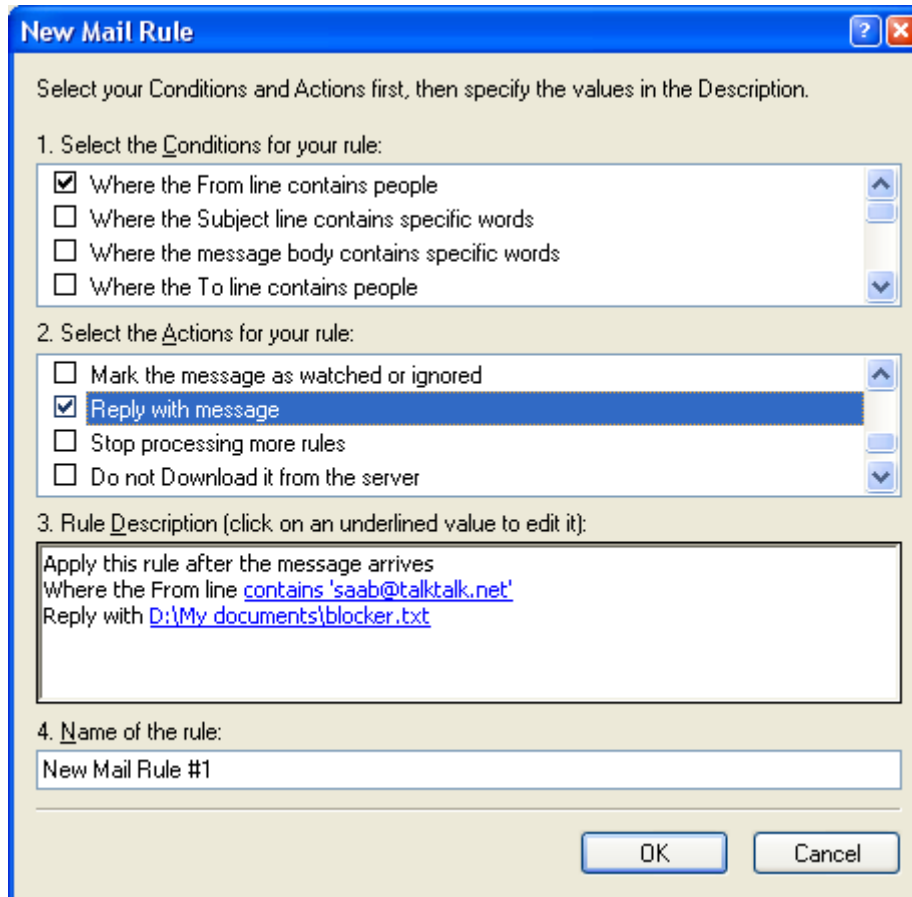 New Mail Rule
Select your Conditions and Actions first, then specify the values in the Description.
1. Select the Conditions for your rule:
Where the From line contains people
Where the Subject line contains specific words
Where the message body contains specific words
Where the To line contains people
2. Select the Actions for your rule:
Mark the message as watched or ignored
Reply with message
Stop processing more rules
Do not Download it from the server
3. Rule Description (click on an underlined value to edit it):
Apply this rule after the message arrives
Where the From line contains 'saab@talktalk.net'
Reply with D:\My documents\blocker.txt
4. Name of the rule:
New Mail Rule #1
OK Cancel